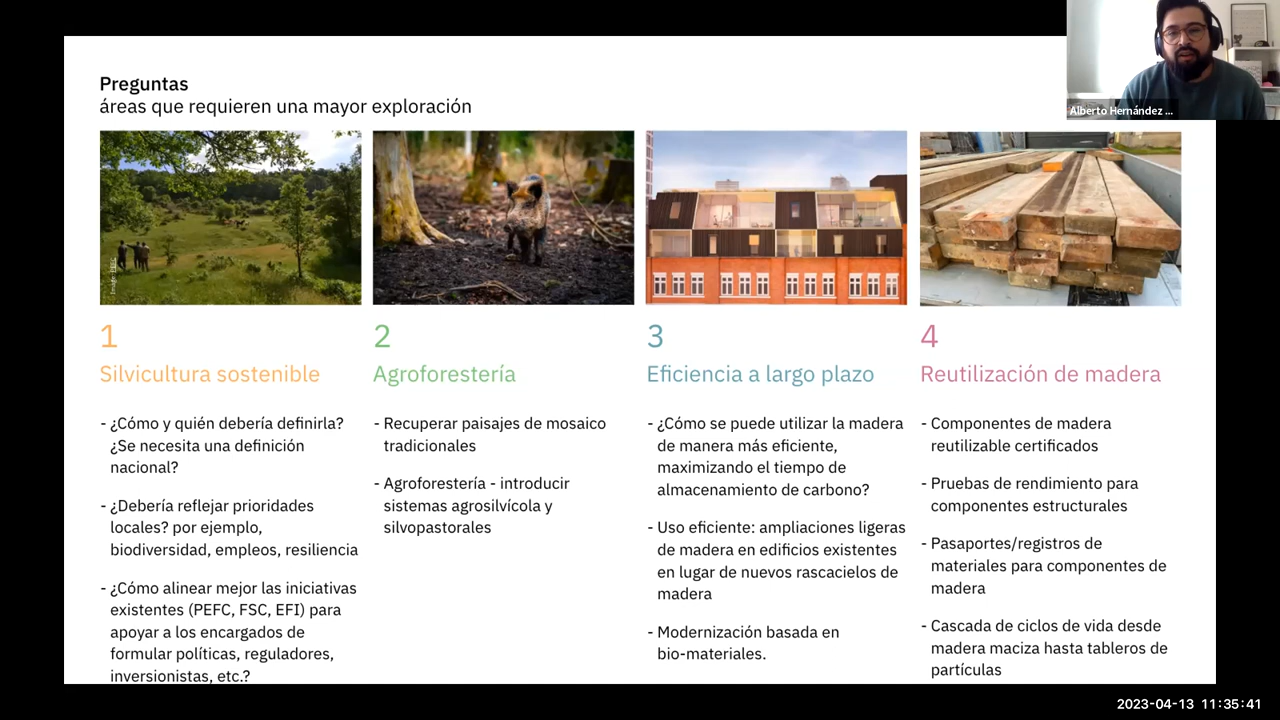 Preguntas
áreas que requieren una mayor exploración
Alberto Hernández ...
Image: EEFC
1
Silvicultura sostenible
- ¿Cómo y quién debería definirla?
¿Se necesita una definición
nacional?
- ¿Debería reflejar prioridades
locales? por ejemplo,
biodiversidad, empleos, resiliencia
- ¿Cómo alinear mejor las iniciativas
existentes (PEFC, FSC, EFI) para
apoyar a los encargados de
formular políticas, reguladores,
inversionistas, etc.?
2
Agroforestería
- Recuperar paisajes de mosaico
tradicionales
- Agroforestería - introducir
sistemas agrosilvícola y
silvopastorales
3
Eficiencia a largo plazo
- ¿Cómo se puede utilizar la madera
de manera más eficiente,
maximizando el tiempo de
almacenamiento de carbono?
- Uso eficiente: ampliaciones ligeras
de madera en edificios existentes
en lugar de nuevos rascacielos de
madera
- Modernización basada en
bio-materiales.
4
Reutilización de madera
- Componentes de madera
reutilizable certificados
- Pruebas de rendimiento para
componentes estructurales
- Pasaportes/registros de
materiales para componentes de
madera
- Cascada de ciclos de vida desde
madera maciza hasta tableros de
partículas
2023-04-13 11:35:41